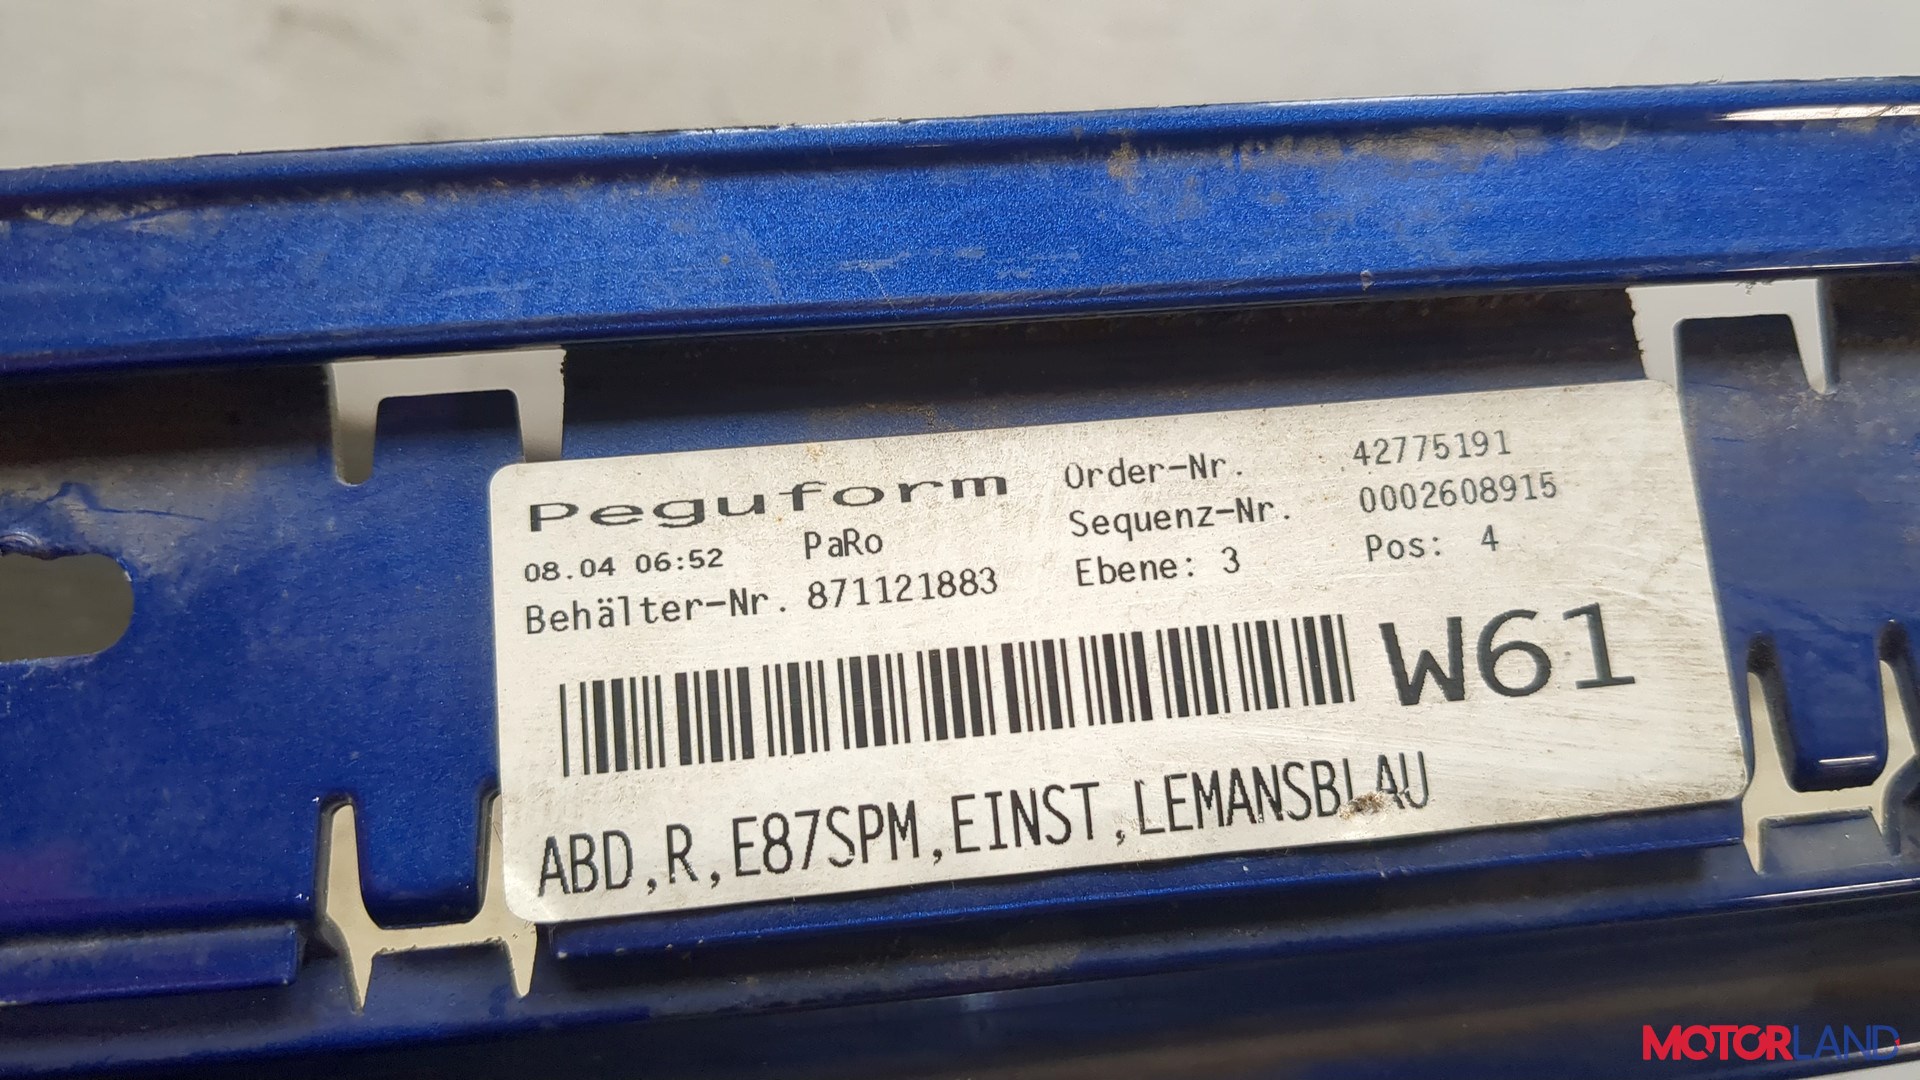 Peguform
08.04 06:52 PaRo
Behälter-Nr. 871121883
Order-Nr. 42775191
Sequenz-Nr. 0002608915
Ebene: 3 Pos: 4
W61
ABD,R,E87SPM,EINST,LEMANSBLAU
MOTORLAND